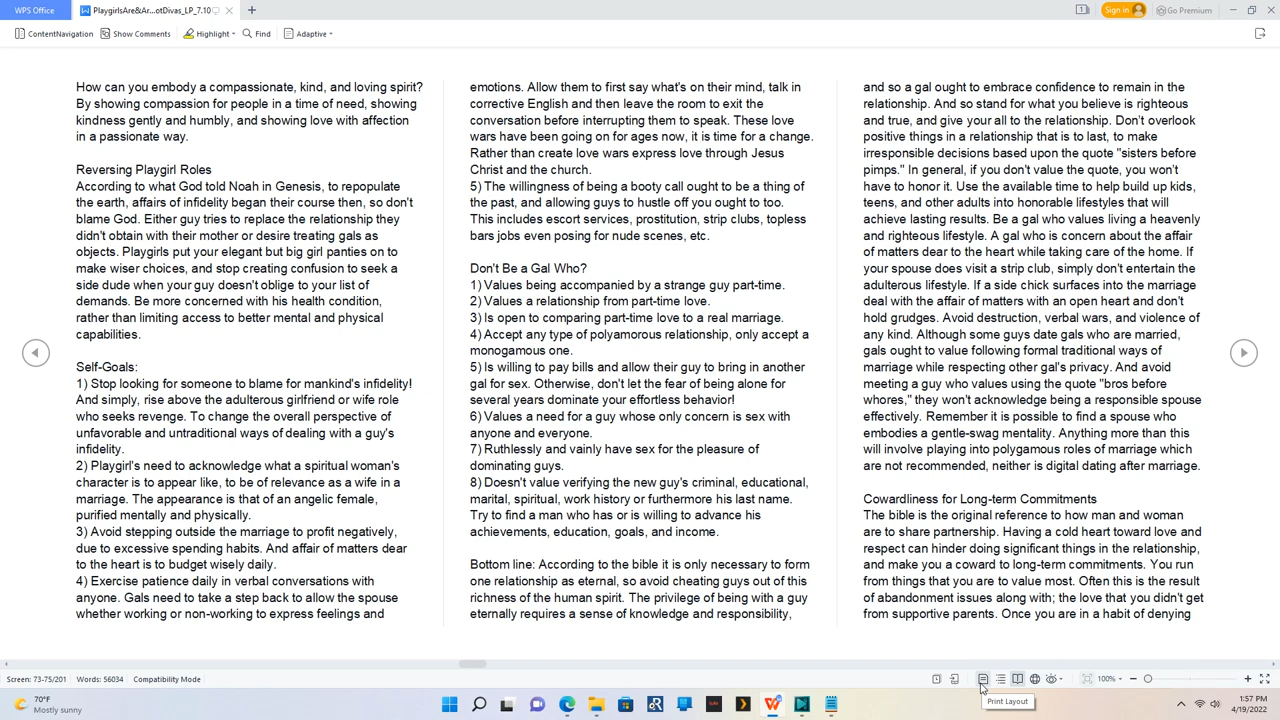 WPS Office
PlaygirlsAre&Ar...otDivas_LP_7.10
Sign in
Go Premium
ContentNavigation
Show Comments
Highlight
Find
Adaptive
How can you embody a compassionate, kind, and loving spirit?
By showing compassion for people in a time of need, showing
kindness gently and humbly, and showing love with affection
in a passionate way.
Reversing Playgirl Roles
According to what God told Noah in Genesis, to repopulate
the earth, affairs of infidelity began their course then, so don't
blame God. Either guy tries to replace the relationship they
didn't obtain with their mother or desire treating gals as
objects. Playgirls put your elegant but big girl panties on to
make wiser choices, and stop creating confusion to seek a
side dude when your guy doesn't oblige to your list of
demands. Be more concerned with his health condition,
rather than limiting access to better mental and physical
capabilities.
Self-Goals:
1) Stop looking for someone to blame for mankind's infidelity!
And simply, rise above the adulterous girlfriend or wife role
who seeks revenge. To change the overall perspective of
unfavorable and untraditional ways of dealing with a guy's
infidelity.
2) Playgirl's need to acknowledge what a spiritual woman's
character is to appear like, to be of relevance as a wife in a
marriage. The appearance is that of an angelic female,
purified mentally and physically.
3) Avoid stepping outside the marriage to profit negatively,
due to excessive spending habits. And affair of matters dear
to the heart is to budget wisely daily.
4) Exercise patience daily in verbal conversations with
anyone. Gals need to take a step back to allow the spouse
whether working or non-working to express feelings and
emotions. Allow them to first say what's on their mind, talk in
corrective English and then leave the room to exit the
conversation before interrupting them to speak. These love
wars have been going on for ages now, it is time for a change.
Rather than create love wars express love through Jesus
Christ and the church.
5) The willingness of being a booty call ought to be a thing of
the past, and allowing guys to hustle off you ought to too.
This includes escort services, prostitution, strip clubs, topless
bars jobs even posing for nude scenes, etc.
Don't Be a Gal Who?
1) Values being accompanied by a strange guy part-time.
2) Values a relationship from part-time love.
3) Is open to comparing part-time love to a real marriage.
4) Accept any type of polyamorous relationship, only accept a
monogamous one.
5) Is willing to pay bills and allow their guy to bring in another
gal for sex. Otherwise, don't let the fear of being alone for
several years dominate your effortless behavior!
6) Values a need for a guy whose only concern is sex with
anyone and everyone.
7) Ruthlessly and vainly have sex for the pleasure of
dominating guys.
8) Doesn't value verifying the new guy's criminal, educational,
marital, spiritual, work history or furthermore his last name.
Try to find a man who has or is willing to advance his
achievements, education, goals, and income.
Bottom line: According to the bible it is only necessary to form
one relationship as eternal, so avoid cheating guys out of this
richness of the human spirit. The privilege of being with a guy
eternally requires a sense of knowledge and responsibility,
and so a gal ought to embrace confidence to remain in the
relationship. And so stand for what you believe is righteous
and true, and give your all to the relationship. Don't overlook
positive things in a relationship that is to last, to make
irresponsible decisions based upon the quote "sisters before
pimps." In general, if you don't value the quote, you won't
have to honor it. Use the available time to help build up kids,
teens, and other adults into honorable lifestyles that will
achieve lasting results. Be a gal who values living a heavenly
and righteous lifestyle. A gal who is concern about the affair
of matters dear to the heart while taking care of the home. If
your spouse does visit a strip club, simply don't entertain the
adulterous lifestyle. If a side chick surfaces into the marriage
deal with the affair of matters with an open heart and don't
hold grudges. Avoid destruction, verbal wars, and violence of
any kind. Although some guys date gals who are married,
gals ought to value following formal traditional ways of
marriage while respecting other gal's privacy. And avoid
meeting a guy who values using the quote "bros before
whores," they won't acknowledge being a responsible spouse
effectively. Remember it is possible to find a spouse who
embodies a gentle-swag mentality. Anything more than this
will involve playing into polygamous roles of marriage which
are not recommended, neither is digital dating after marriage.
Cowardliness for Long-term Commitments
The bible is the original reference to how man and woman
are to share partnership. Having a cold heart toward love and
respect can hinder doing significant things in the relationship,
and make you a coward to long-term commitments. You run
from things that you are to value most. Often this is the result
of abandonment issues along with; the love that you didn't get
from supportive parents. Once you are in a habit of denying
Screen: 73-75/201
Words: 56034
Compatibility Mode
100%
Print Layout
70°F
Mostly sunny
1:57 PM
4/19/2022